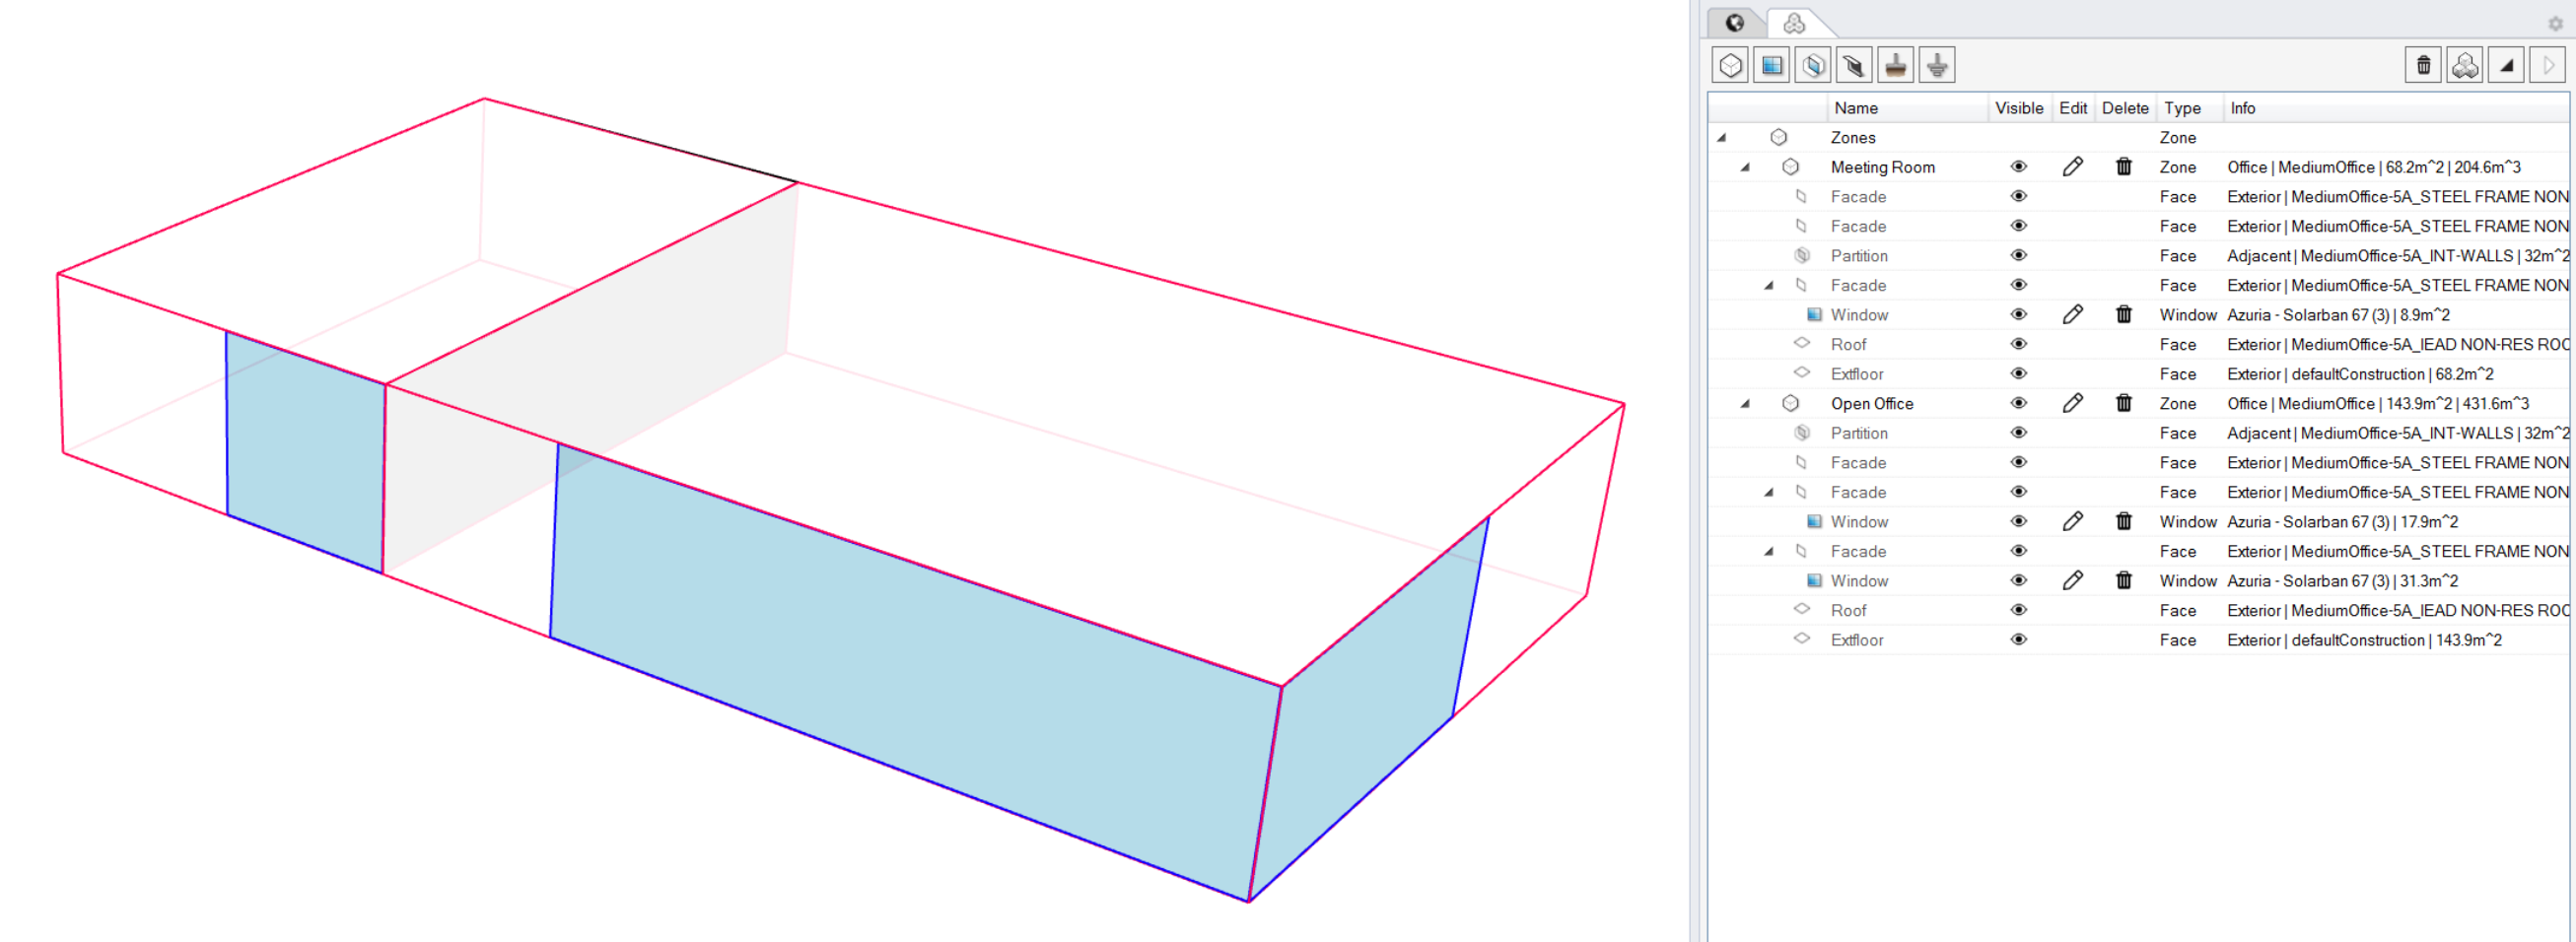 Name Visible Edit Delete Type Info
Zones Zone
Meeting Room Zone Office | MediumOffice | 68.2m^2 | 204.6m^3
Facade Face Exterior | MediumOffice-5A_STEEL FRAME NON
Facade Face Exterior | MediumOffice-5A_STEEL FRAME NON
Partition Face Adjacent | MediumOffice-5A_INT-WALLS | 32m^2
Facade Face Exterior | MediumOffice-5A_STEEL FRAME NON
Window Window Azuria - Solarban 67 (3) | 8.9m^2
Roof Face Exterior | MediumOffice-5A_IEAD NON-RES ROO
Extfloor Face Exterior | defaultConstruction | 68.2m^2
Open Office Zone Office | MediumOffice | 143.9m^2 | 431.6m^3
Partition Face Adjacent | MediumOffice-5A_INT-WALLS | 32m^2
Facade Face Exterior | MediumOffice-5A_STEEL FRAME NON
Facade Face Exterior | MediumOffice-5A_STEEL FRAME NON
Window Window Azuria - Solarban 67 (3) | 17.9m^2
Facade Face Exterior | MediumOffice-5A_STEEL FRAME NON
Window Window Azuria - Solarban 67 (3) | 31.3m^2
Roof Face Exterior | MediumOffice-5A_IEAD NON-RES ROO
Extfloor Face Exterior | defaultConstruction | 143.9m^2